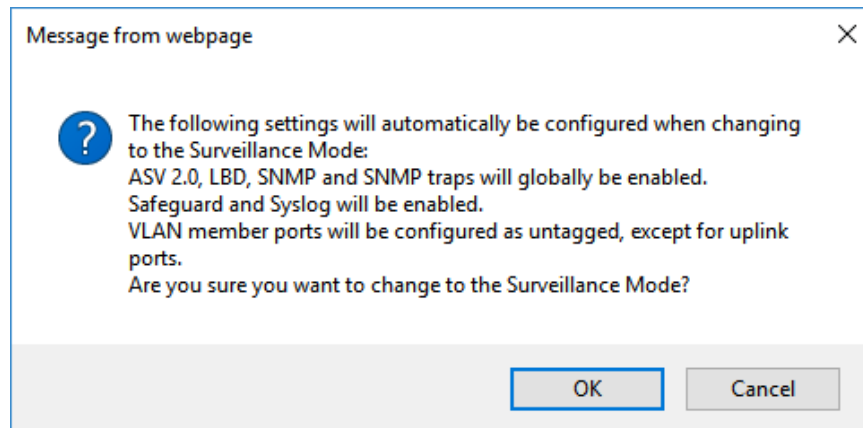 Message from webpage
The following settings will automatically be configured when changing
to the Surveillance Mode:
ASV 2.0, LBD, SNMP and SNMP traps will globally be enabled.
Safeguard and Syslog will be enabled.
VLAN member ports will be configured as untagged, except for uplink
ports.
Are you sure you want to change to the Surveillance Mode?
OK Cancel